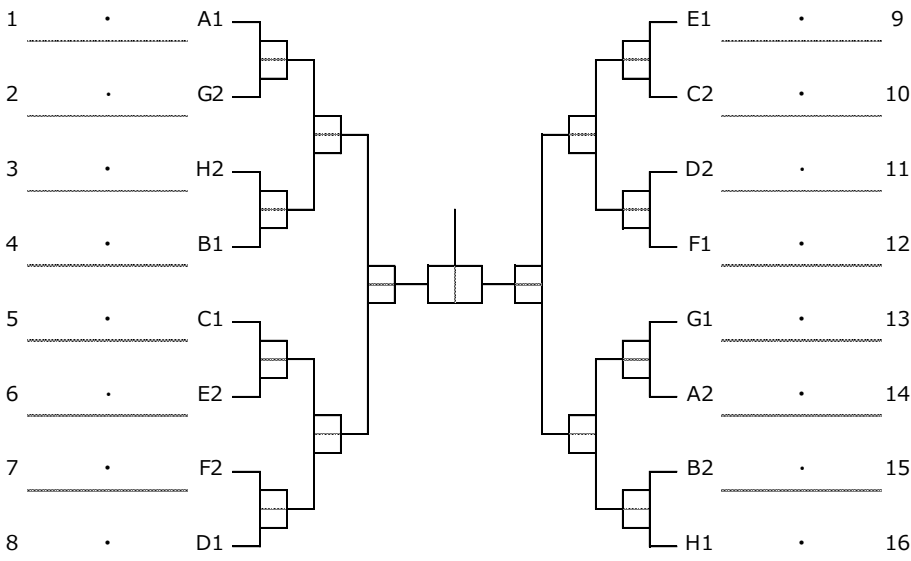 1 ・ A1 E1 ・ 9
2 ・ G2 C2 ・ 10
3 ・ H2 D2 ・ 11
4 ・ B1 F1 ・ 12
5 ・ C1 G1 ・ 13
6 ・ E2 A2 ・ 14
7 ・ F2 B2 ・ 15
8 ・ D1 H1 ・ 16